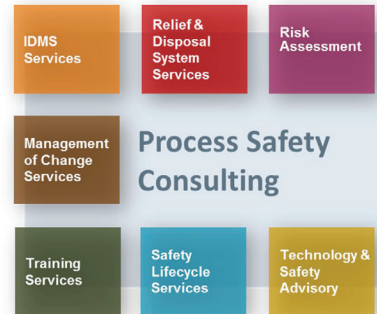 IDMS
Services
Relief &
Disposal
System
Services
Risk
Assessment
Management
of Change
Services
Process Safety
Consulting
Training
Services
Safety
Lifecycle
Services
Technology &
Safety
Advisory